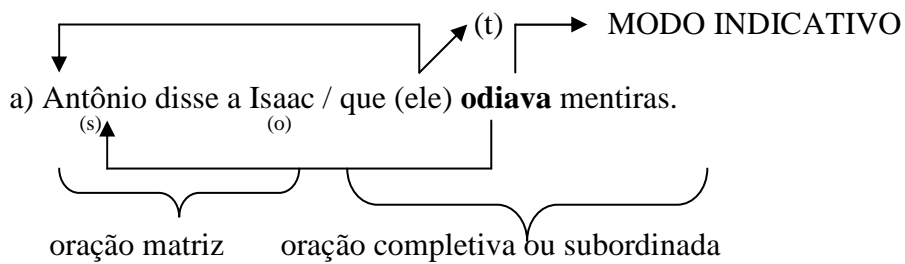 (t) MODO INDICATIVO
a) Antônio disse a Isaac / que (ele) odiava mentiras.
(s) (o)
oração matriz oração completiva ou subordinada